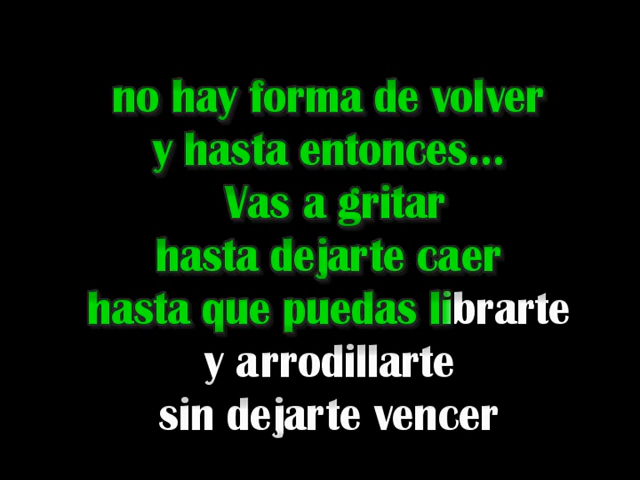 no hay forma de volver
y hasta entonces...
Vas a gritar
hasta dejarte caer
hasta que puedas librarte
y arrodillarte
sin dejarte vencer